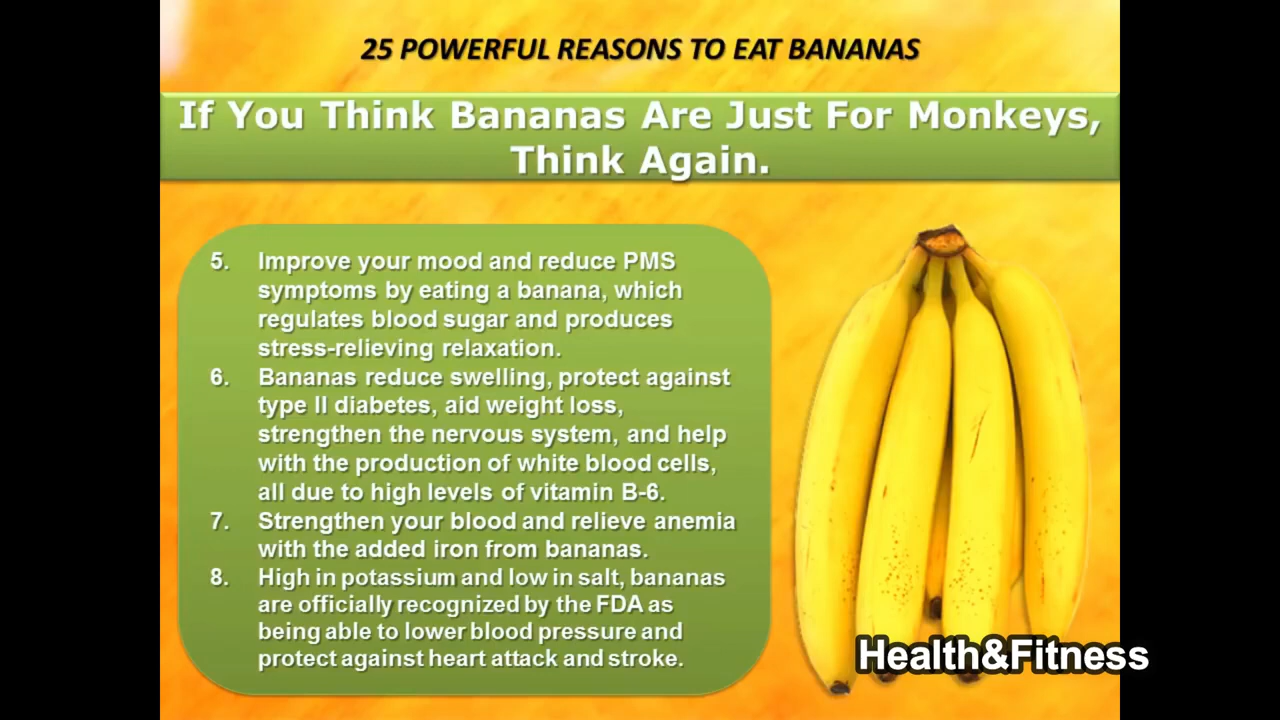 25 POWERFUL REASONS TO EAT BANANAS
If You Think Bananas Are Just For Monkeys,
Think Again.
5. Improve your mood and reduce PMS
symptoms by eating a banana, which
regulates blood sugar and produces
stress-relieving relaxation.
6. Bananas reduce swelling, protect against
type II diabetes, aid weight loss,
strengthen the nervous system, and help
with the production of white blood cells,
all due to high levels of vitamin B-6.
7. Strengthen your blood and relieve anemia
with the added iron from bananas.
8. High in potassium and low in salt, bananas
are officially recognized by the FDA as
being able to lower blood pressure and
protect against heart attack and stroke.
Health&Fitness